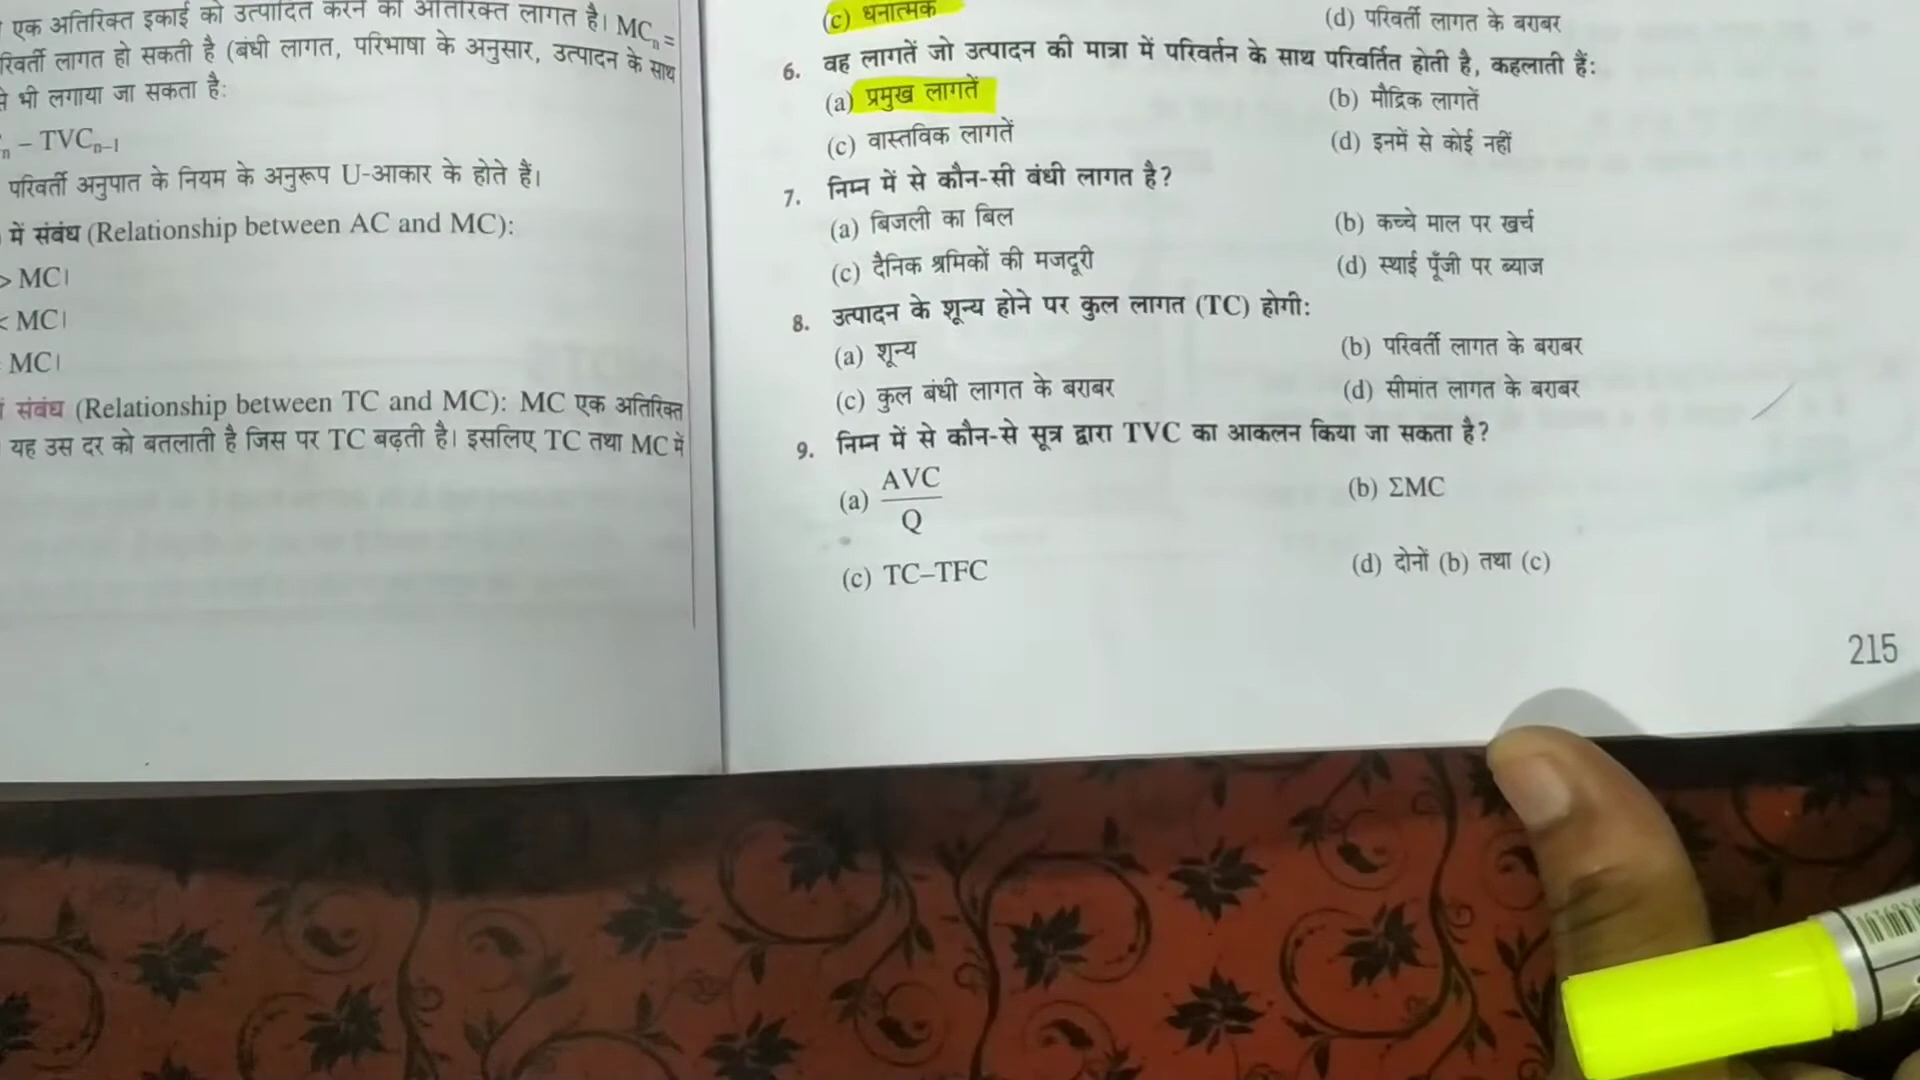 एक अतिरिक्त इकाई को उत्पादित करने की अतिरिक्त लागत है। MCn =
परिवर्ती लागत हो सकती है (बंधी लागत, परिभाषा के अनुसार, उत्पादन के साथ
से भी लगाया जा सकता है:
n – TVCn–1
परिवर्ती अनुपात के नियम के अनुरूप U-आकार के होते हैं।
में संबंध (Relationship between AC and MC):
> MC।
< MC।
MC।
में संबंध (Relationship between TC and MC): MC एक अतिरिक्त
यह उस दर को बतलाती है जिस पर TC बढ़ती है। इसलिए TC तथा MC में
(c) धनात्मक
(d) परिवर्ती लागत के बराबर
6. वह लागतें जो उत्पादन की मात्रा में परिवर्तन के साथ परिवर्तित होती है, कहलाती हैं:
(a) प्रमुख लागतें
(b) मौद्रिक लागतें
(c) वास्तविक लागतें
(d) इनमें से कोई नहीं
7. निम्न में से कौन-सी बंधी लागत है?
(a) बिजली का बिल
(b) कच्चे माल पर खर्च
(c) दैनिक श्रमिकों की मजदूरी
(d) स्थाई पूँजी पर ब्याज
8. उत्पादन के शून्य होने पर कुल लागत (TC) होगी:
(a) शून्य
(b) परिवर्ती लागत के बराबर
(c) कुल बंधी लागत के बराबर
(d) सीमांत लागत के बराबर
9. निम्न में से कौन-से सूत्र द्वारा TVC का आकलन किया जा सकता है?
(a) AVC
Q
(b) ΣMC
(c) TC–TFC
(d) दोनों (b) तथा (c)
215